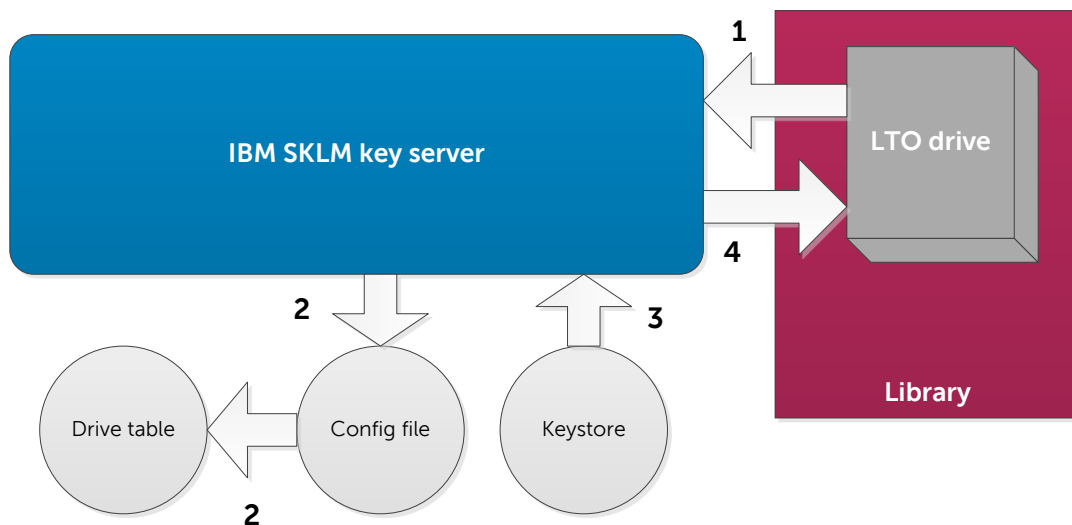 1
IBM SKLM key server
LTO drive
4
2
3
Library
Drive table
Config file
Keystore
2